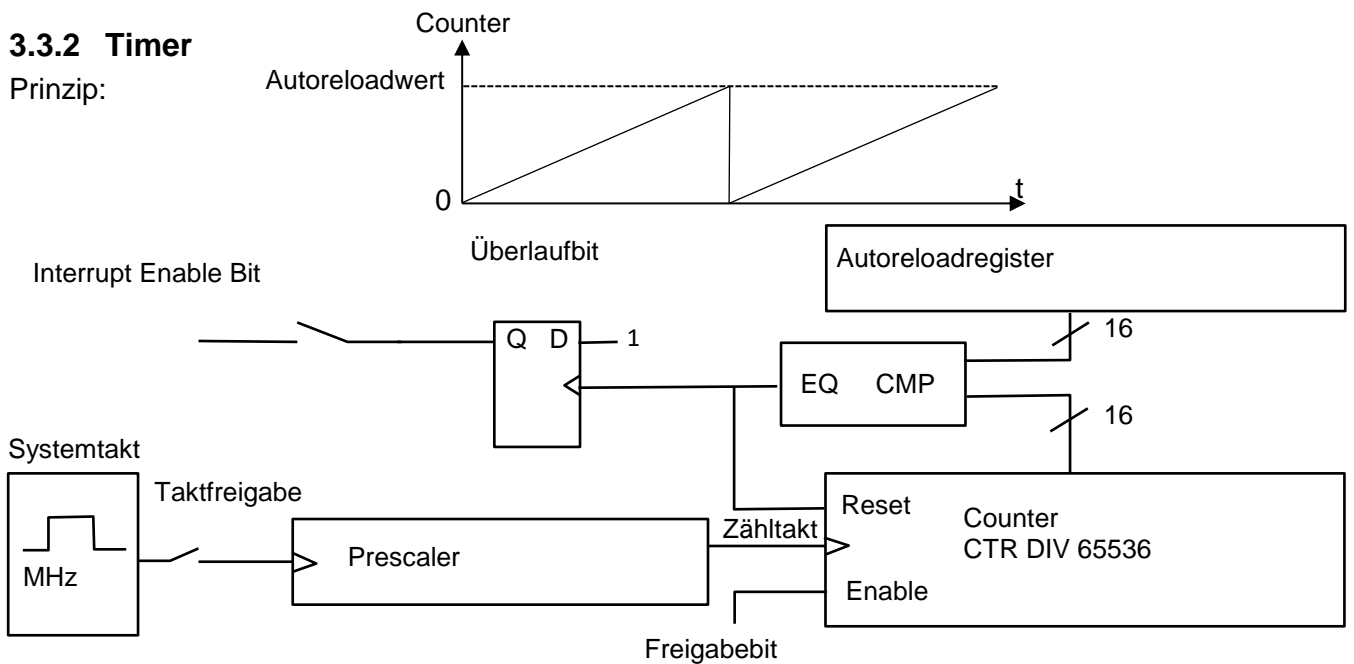 Counter
3.3.2 Timer
Autoreloadwert
Prinzip:
0
t
Überlaufbit
Autoreloadregister
Interrupt Enable Bit
16
Q D
1
EQ CMP
16
Systemtakt
Taktfreigabe
Reset
Counter
Zähltakt
CTR DIV 65536
Prescaler
MHz
Enable
Freigabebit